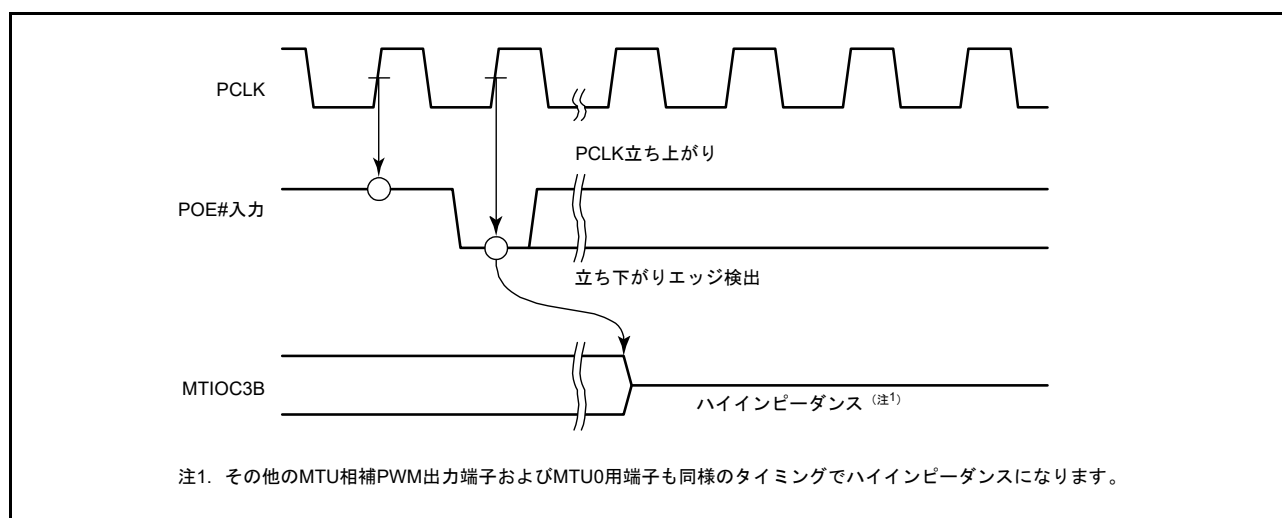 PCLK
PCLK立ち上がり
POE#入力
立ち下がりエッジ検出
MTIOC3B
ハイインピーダンス（注1）
注1. その他のMTU相補PWM出力端子およびMTU0用端子も同様のタイミングでハイインピーダンスになります。